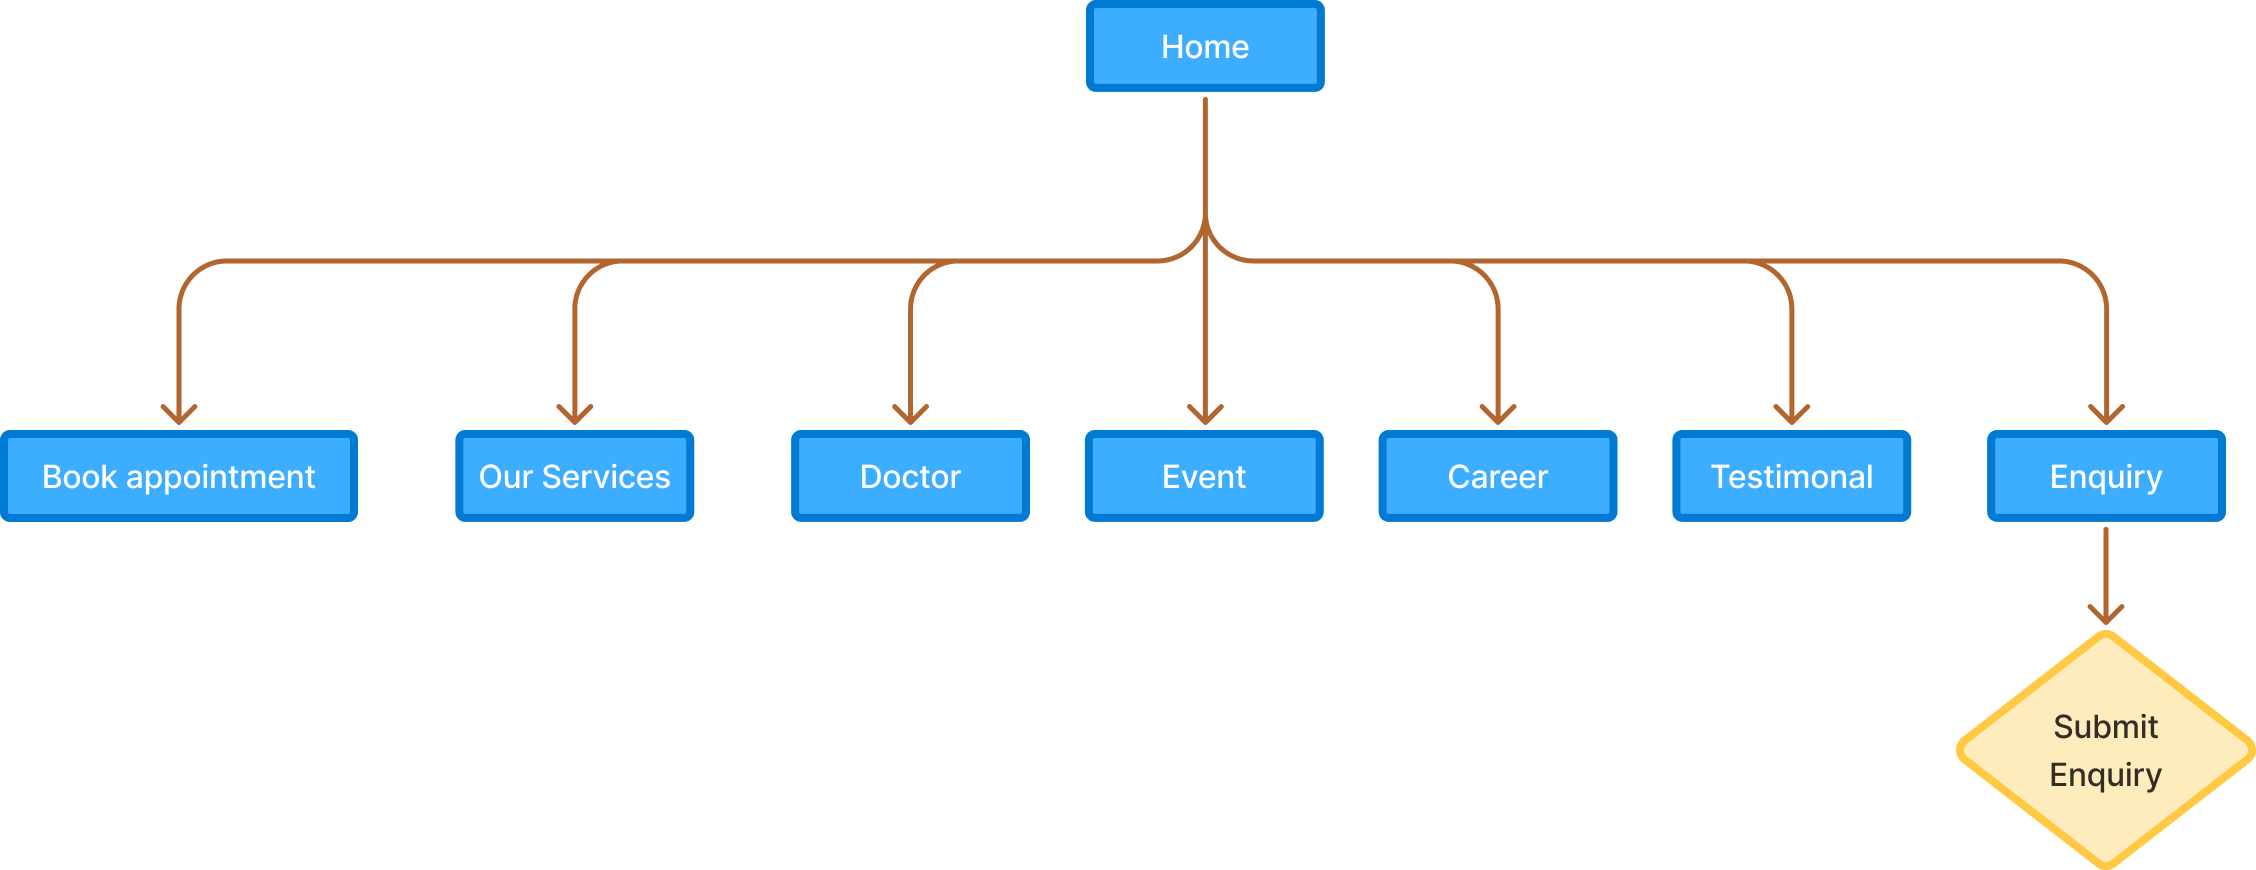 Home
Book appointment
Our Services
Doctor
Event
Career
Testimonal
Enquiry
Submit
Enquiry